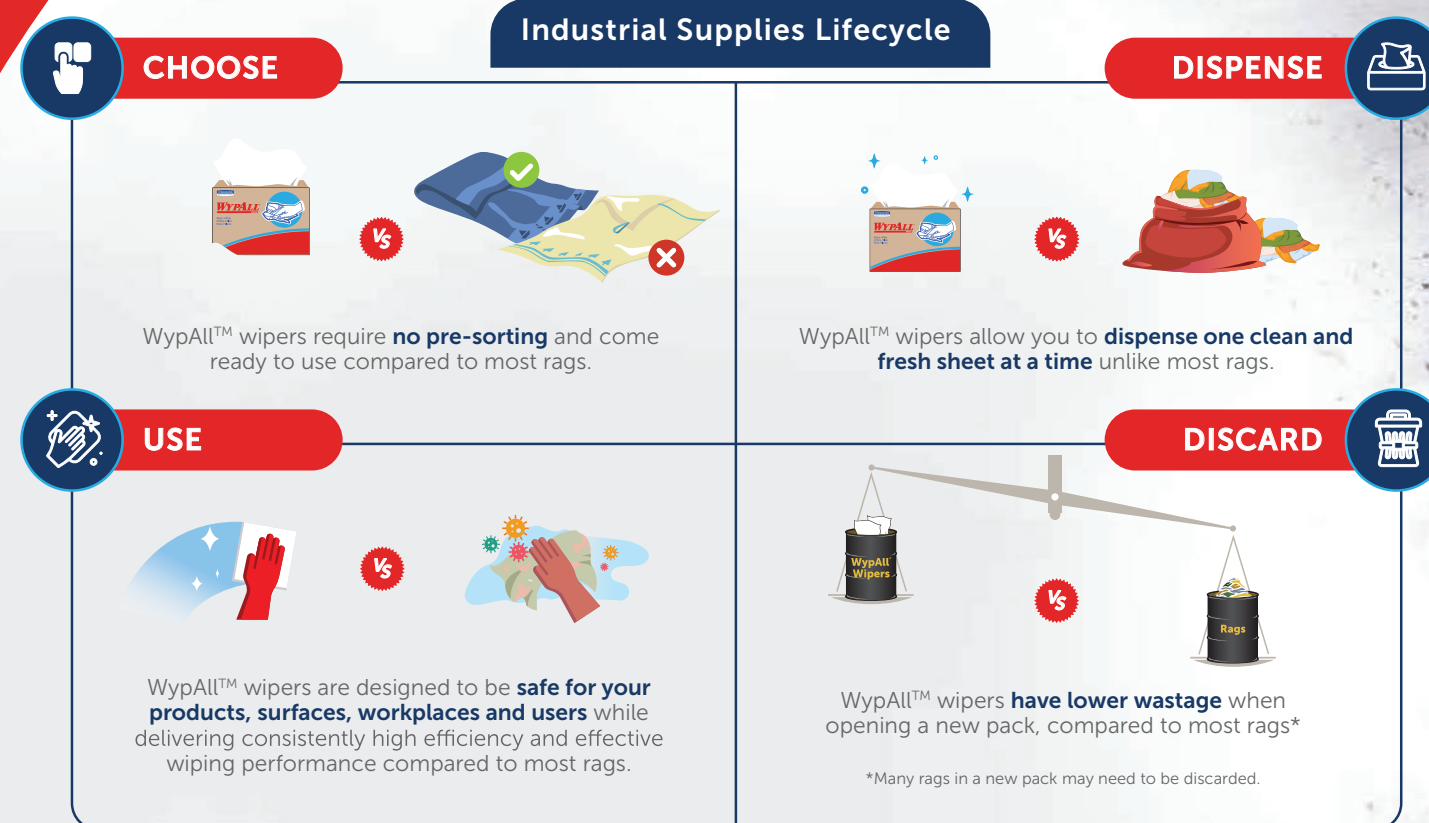 Industrial Supplies Lifecycle
CHOOSE
WYPALL
VS
WypAll™ wipers require no pre-sorting and come
ready to use compared to most rags.
DISPENSE
WYPALL
VS
WypAll™ wipers allow you to dispense one clean and
fresh sheet at a time unlike most rags.
USE
VS
WypAll™ wipers are designed to be safe for your
products, surfaces, workplaces and users while
delivering consistently high efficiency and effective
wiping performance compared to most rags.
DISCARD
WypAll
Wipers
VS
Rags
WypAll™ wipers have lower wastage when
opening a new pack, compared to most rags*
*Many rags in a new pack may need to be discarded.